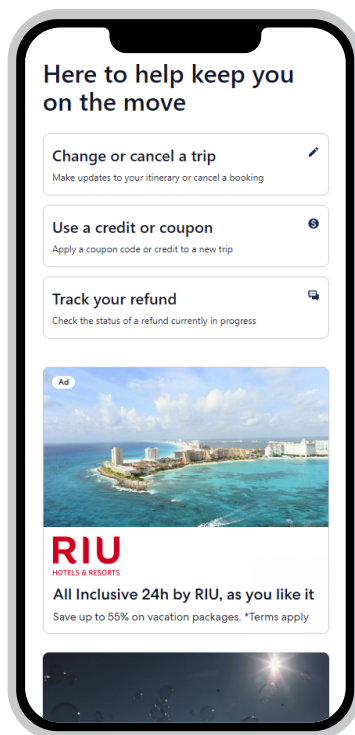 Here to help keep you
on the move
Change or cancel a trip
Make updates to your itinerary or cancel a booking
Use a credit or coupon
Apply a coupon code or credit to a new trip
Track your refund
Check the status of a refund currently in progress
Ad
RIU
HOTELS & RESORTS
All Inclusive 24h by RIU, as you like it
Save up to 55% on vacation packages. *Terms apply